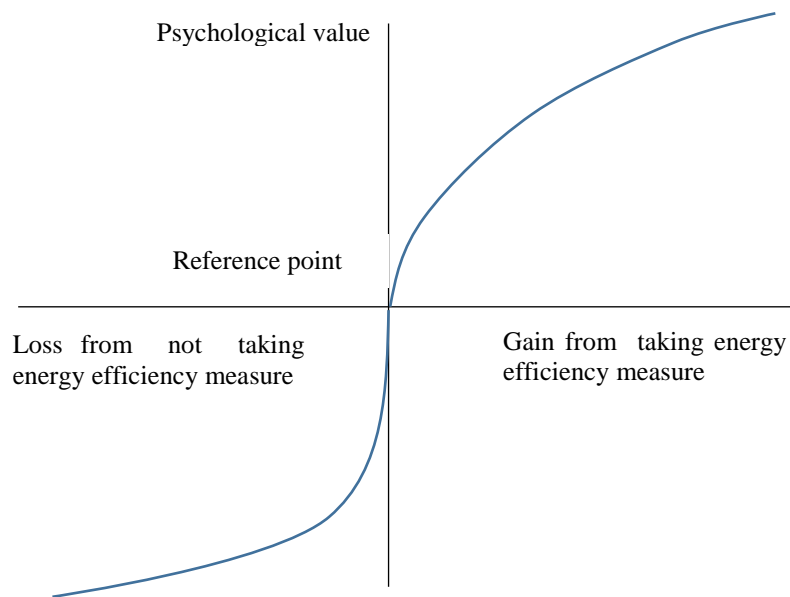 Psychological value
Reference point
Loss from not taking
energy efficiency measure
Gain from taking energy
efficiency measure